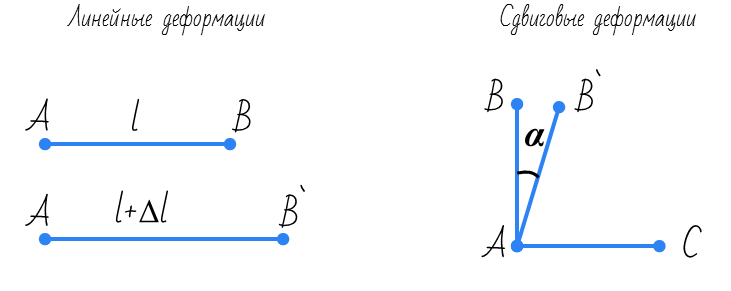 Линейные деформации
A l B
A l+Δl B`
Сдвиговые деформации
B B`
α
A C